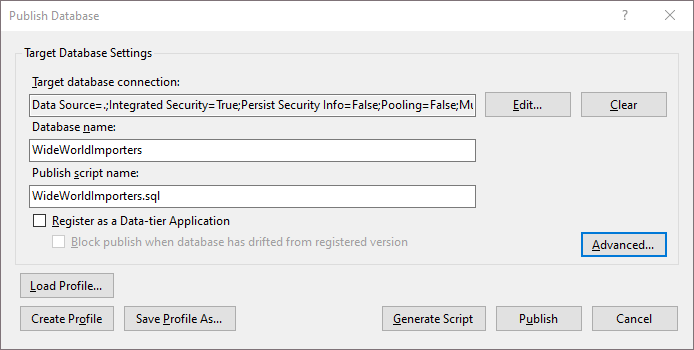 Publish Database
Target Database Settings
Target database connection:
Data Source=.;Integrated Security=True;Persist Security Info=False;Pooling=False;Mu
Edit...
Clear
Database name:
WideWorldImporters
Publish script name:
WideWorldImporters.sql
Register as a Data-tier Application
Block publish when database has drifted from registered version
Advanced...
Load Profile...
Create Profile
Save Profile As...
Generate Script
Publish
Cancel